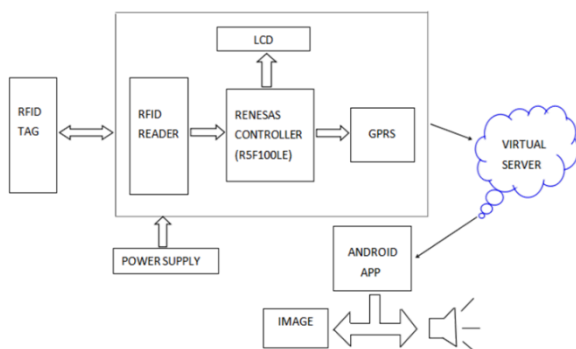 LCD
RFID
TAG
RFID
READER
RENESAS
CONTROLLER
(R5F100LE)
GPRS
VIRTUAL
SERVER
POWER SUPPLY
ANDROID
APP
IMAGE